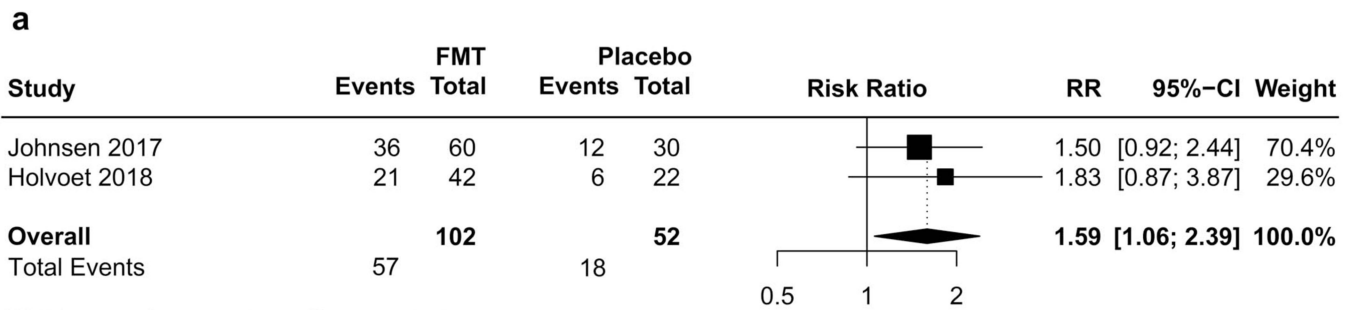 a
FMT Placebo
Study Events Total Events Total Risk Ratio RR 95%−CI Weight
Johnsen 2017 36 60 12 30 1.50 [0.92; 2.44] 70.4%
Holvoet 2018 21 42 6 22 1.83 [0.87; 3.87] 29.6%
Overall 102 52 1.59 [1.06; 2.39] 100.0%
Total Events 57 18
0.5 1 2